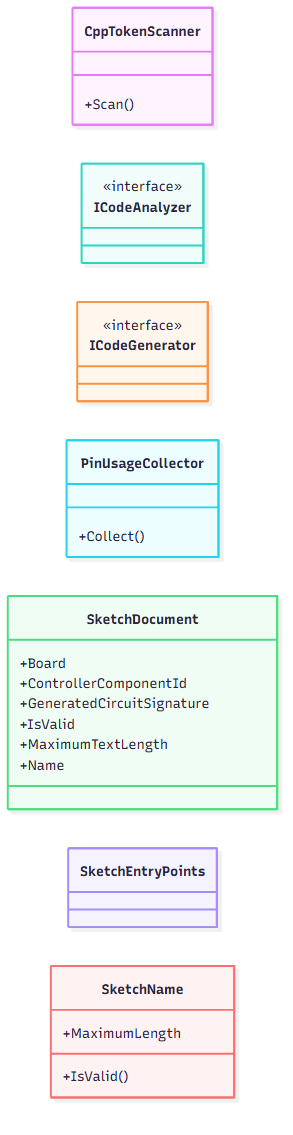 CppTokenScanner
+Scan()
«interface»
ICodeAnalyzer
«interface»
ICodeGenerator
PinUsageCollector
+Collect()
SketchDocument
+Board
+ControllerComponentId
+GeneratedCircuitSignature
+IsValid
+MaximumTextLength
+Name
SketchEntryPoints
SketchName
+MaximumLength
+IsValid()